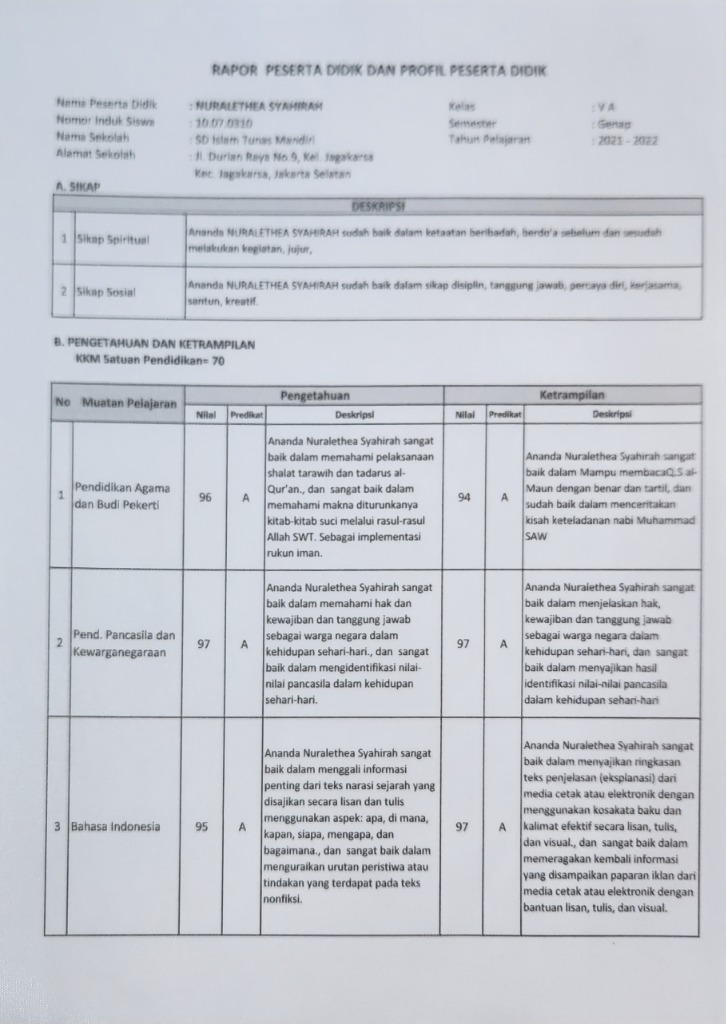 RAPOR PESERTA DIDIK DAN PROFIL PESERTA DIDIK
Nama Peserta Didik : NURALETHEA SYAHIRAH Kelas : V A
Nomor Induk Siswa : 10.07.0310 Semester : Genap
Nama Sekolah : SD Islam Tunas Mandiri Tahun Pelajaran : 2021 - 2022
Alamat Sekolah : Jl. Durian Raya No.9, Kel. Jagakarsa
Kec. Jagakarsa, Jakarta Selatan
A. SIKAP
DESKRIPSI
1 Sikap Spiritual
Ananda NURALETHEA SYAHIRAH sudah baik dalam ketaatan beribadah, berdo'a sebelum dan sesudah
melakukan kegiatan, jujur,
2 Sikap Sosial
Ananda NURALETHEA SYAHIRAH sudah baik dalam sikap disiplin, tanggung jawab, percaya diri, kerjasama,
santun, kreatif.
B. PENGETAHUAN DAN KETRAMPILAN
KKM Satuan Pendidikan= 70
No Muatan Pelajaran Pengetahuan Ketrampilan
Nilai Predikat Deskripsi Nilai Predikat Deskripsi
1
Pendidikan Agama
dan Budi Pekerti
96 A
Ananda Nuralethea Syahirah sangat
baik dalam memahami pelaksanaan
shalat tarawih dan tadarus al-
Qur'an., dan sangat baik dalam
memahami makna diturunkanya
kitab-kitab suci melalui rasul-rasul
Allah SWT. Sebagai implementasi
rukun iman.
94 A
Ananda Nuralethea Syahirah sangat
baik dalam Mampu membacaQ.S al-
Maun dengan benar dan tartil, dan
sudah baik dalam menceritakan
kisah keteladanan nabi Muhammad
SAW
2
Pend. Pancasila dan
Kewarganegaraan
97 A
Ananda Nuralethea Syahirah sangat
baik dalam memahami hak dan
kewajiban dan tanggung jawab
sebagai warga negara dalam
kehidupan sehari-hari., dan sangat
baik dalam mengidentifikasi nilai-
nilai pancasila dalam kehidupan
sehari-hari.
97 A
Ananda Nuralethea Syahirah sangat
baik dalam menjelaskan hak,
kewajiban dan tanggung jawab
sebagai warga negara dalam
kehidupan sehari-hari, dan sangat
baik dalam menyajikan hasil
identifikasi nilai-nilai pancasila
dalam kehidupan sehari-hari
3 Bahasa Indonesia
95 A
Ananda Nuralethea Syahirah sangat
baik dalam menggali informasi
penting dari teks narasi sejarah yang
disajikan secara lisan dan tulis
menggunakan aspek: apa, di mana,
kapan, siapa, mengapa, dan
bagaimana., dan sangat baik dalam
menguraikan urutan peristiwa atau
tindakan yang terdapat pada teks
nonfiksi.
97 A
Ananda Nuralethea Syahirah sangat
baik dalam menyajikan ringkasan
teks penjelasan (eksplanasi) dari
media cetak atau elektronik dengan
menggunakan kosakata baku dan
kalimat efektif secara lisan, tulis,
dan visual., dan sangat baik dalam
memeragakan kembali informasi
yang disampaikan paparan iklan dari
media cetak atau elektronik dengan
bantuan lisan, tulis, dan visual.